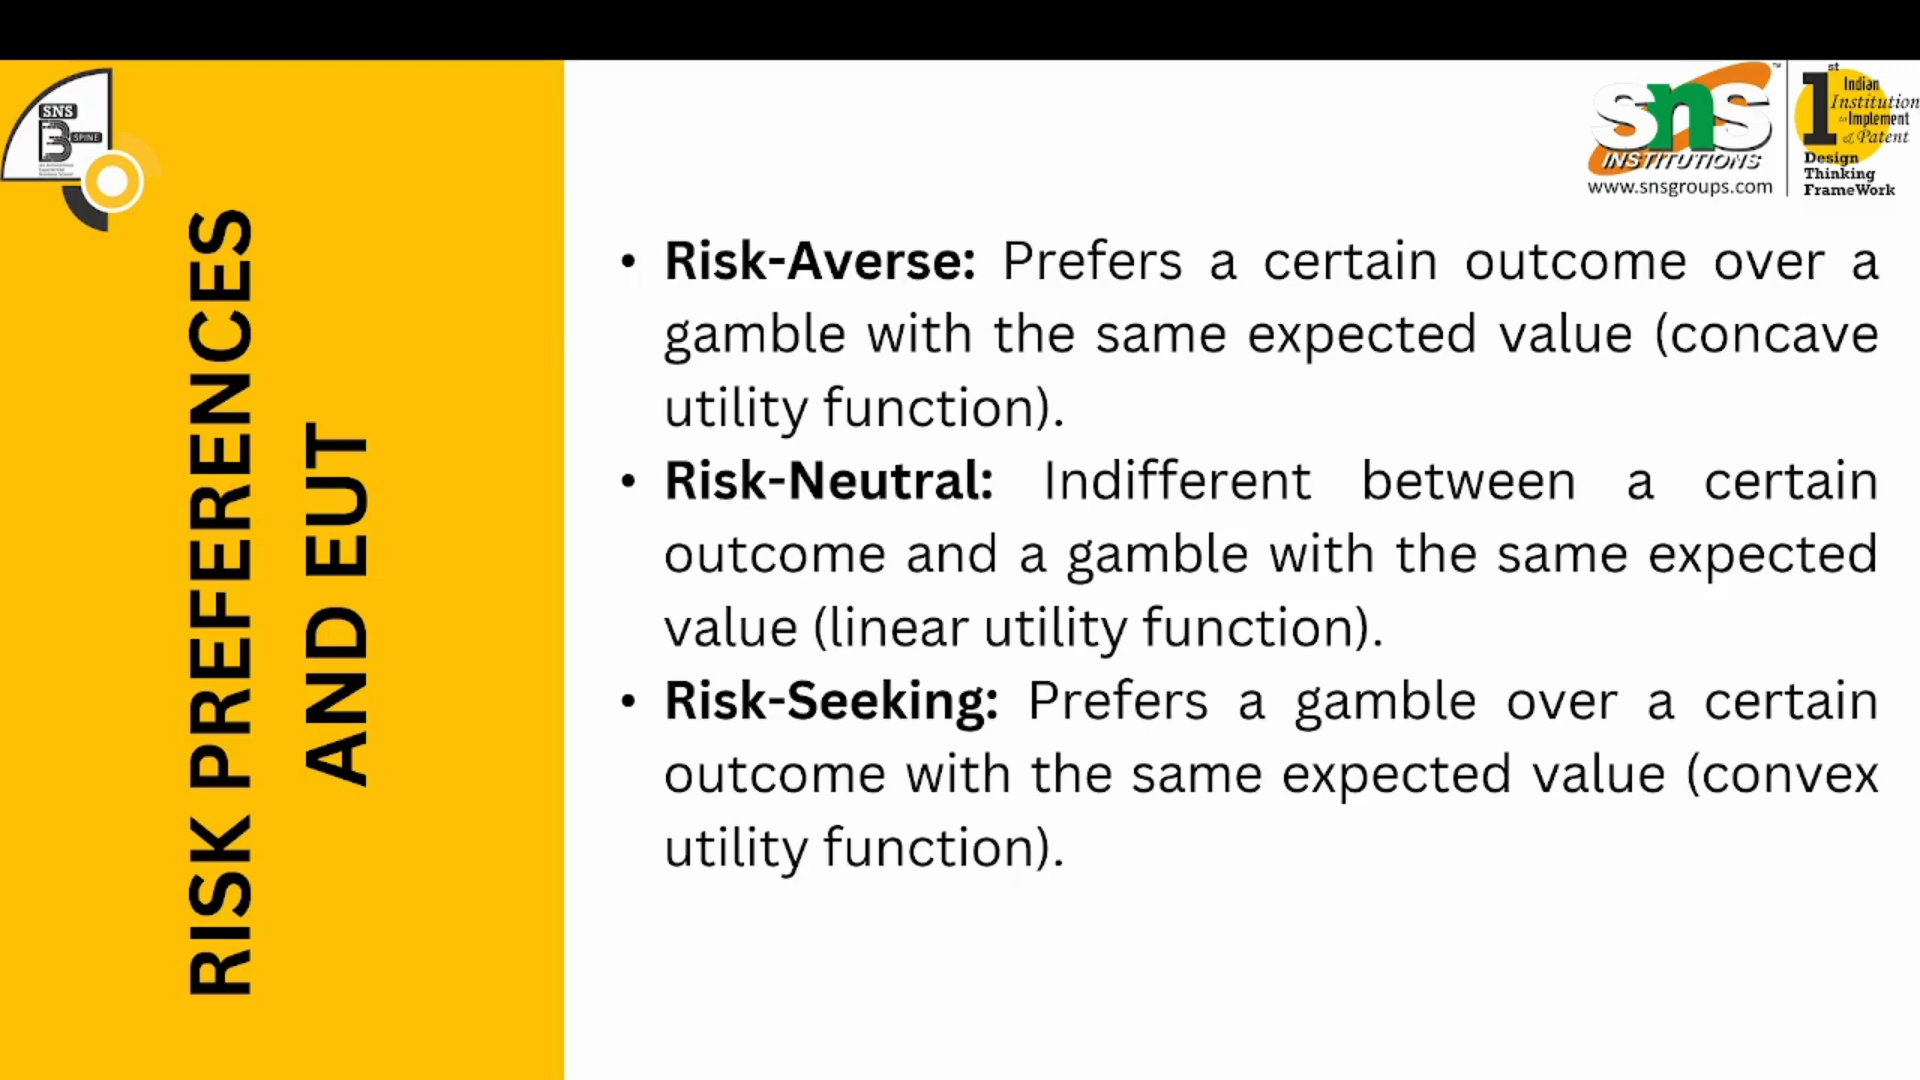 SNS
SPINE
sns
INSTITUTIONS
www.snsgroups.com
1st
Indian
Institution
to Implement
& Patent
Design
Thinking
FrameWork
RISK PREFERENCES
AND EUT
• Risk-Averse: Prefers a certain outcome over a
gamble with the same expected value (concave
utility function).
• Risk-Neutral: Indifferent between a certain
outcome and a gamble with the same expected
value (linear utility function).
• Risk-Seeking: Prefers a gamble over a certain
outcome with the same expected value (convex
utility function).